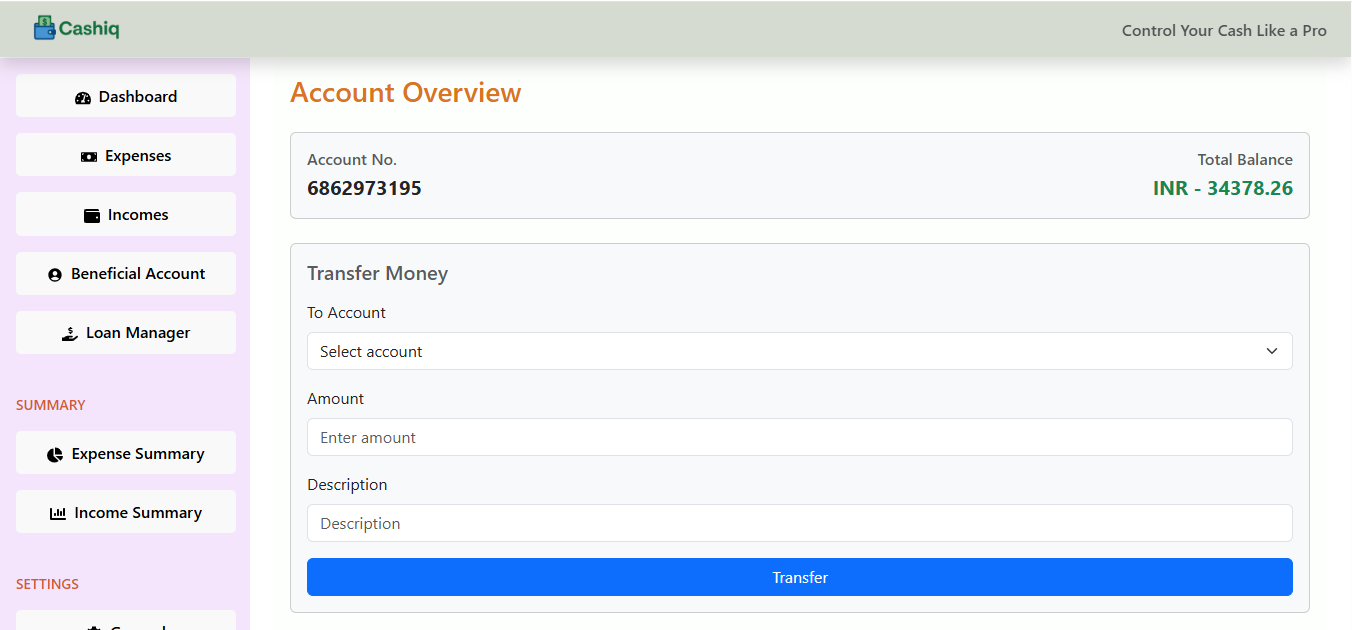 Cashiq
Control Your Cash Like a Pro
Dashboard
Expenses
Incomes
Beneficial Account
Loan Manager
SUMMARY
Expense Summary
Income Summary
SETTINGS
Account Overview
Account No.
Total Balance
6862973195
INR - 34378.26
Transfer Money
To Account
Select account
Amount
Enter amount
Description
Description
Transfer